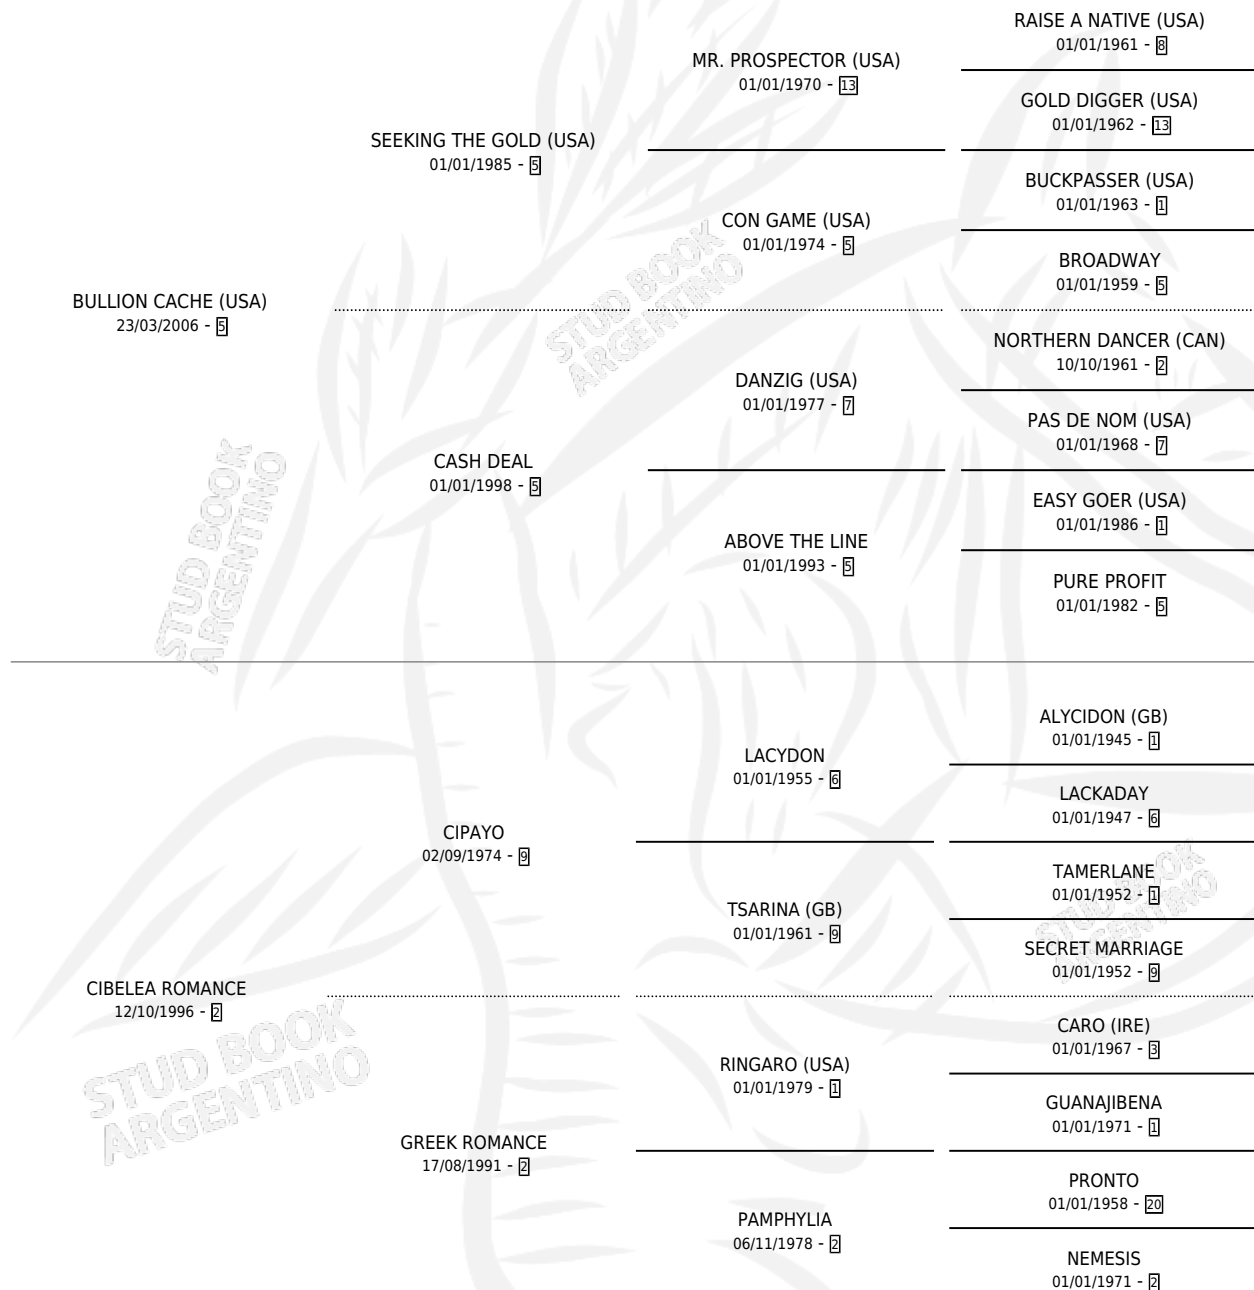 RAISE A NATIVE (USA)
01/01/1961 - 8
MR. PROSPECTOR (USA)
01/01/1970 - 13
GOLD DIGGER (USA)
01/01/1962 - 13
SEEKING THE GOLD (USA)
01/01/1985 - 5
BUCKPASSER (USA)
01/01/1963 - 1
CON GAME (USA)
01/01/1974 - 5
BROADWAY
01/01/1959 - 5
BULLION CACHE (USA)
23/03/2006 - 5
NORTHERN DANCER (CAN)
10/10/1961 - 2
DANZIG (USA)
01/01/1977 - 7
PAS DE NOM (USA)
01/01/1968 - 7
CASH DEAL
01/01/1998 - 5
EASY GOER (USA)
01/01/1986 - 1
ABOVE THE LINE
01/01/1993 - 5
PURE PROFIT
01/01/1982 - 5
ALYCIDON (GB)
01/01/1945 - 1
LACYDON
01/01/1955 - 6
LACKADAY
01/01/1947 - 6
CIPAYO
02/09/1974 - 9
TAMERLANE
01/01/1952 - 1
TSARINA (GB)
01/01/1961 - 9
SECRET MARRIAGE
01/01/1952 - 9
CIBELEA ROMANCE
12/10/1996 - 2
CARO (IRE)
01/01/1967 - 3
RINGARO (USA)
01/01/1979 - 1
GUANAJIBENA
01/01/1971 - 1
GREEK ROMANCE
17/08/1991 - 2
PRONTO
01/01/1958 - 20
PAMPHYLIA
06/11/1978 - 2
NEMESIS
01/01/1971 - 2
STUD BOOK
ARGENTINO
STUD BOOK
ARGENTINO
STUD BOOK
ARGENTINO
STUD BOOK
ARGENTINO